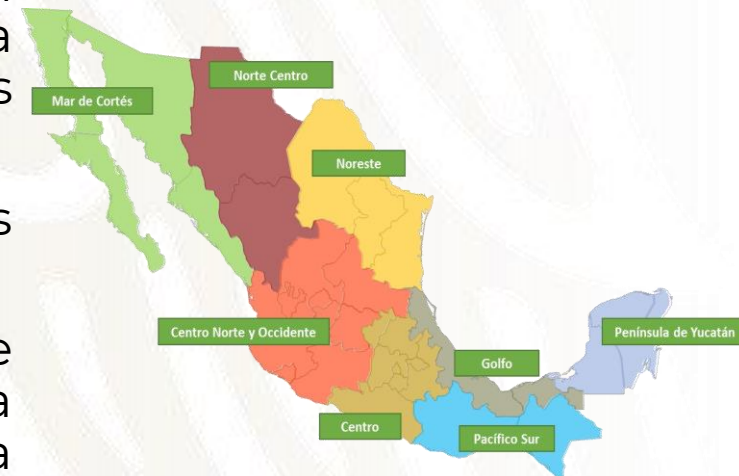 a
s
Norte Centro
Mar de Cortés
Noreste
s
Centro Norte y Occidente
Península de Yucatán
e
Golfo
a
Centro
Pacífico Sur
a